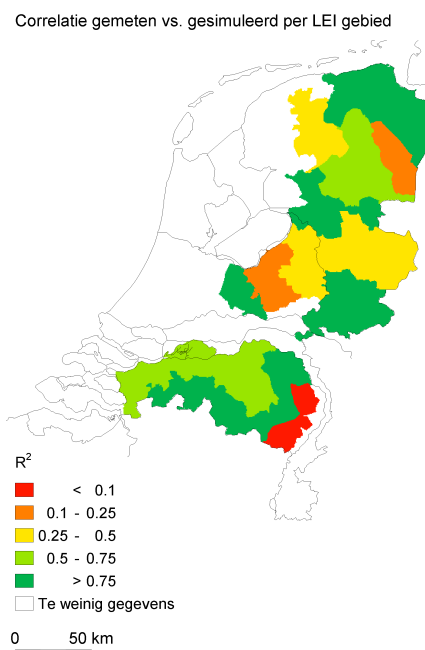 Correlatie gemeten vs. gesimuleerd per LEI gebied
R²
< 0.1
0.1 - 0.25
0.25 - 0.5
0.5 - 0.75
> 0.75
Te weinig gegevens
0 50 km